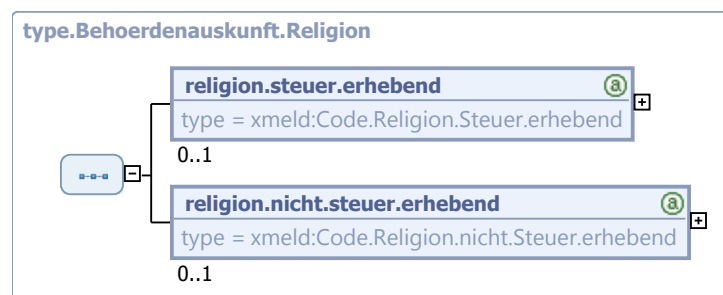 type.Behoerdenauskunft.Religion
religion.steuer.erhebend
type = xmeld:Code.Religion.Steuer.erhebend
0..1
religion.nicht.steuer.erhebend
type = xmeld:Code.Religion.nicht.Steuer.erhebend
0..1